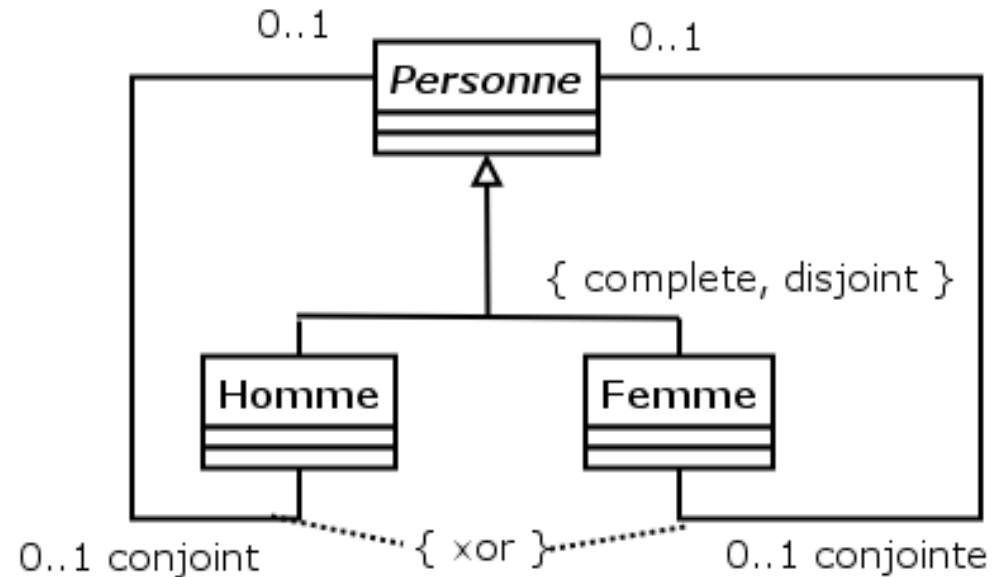 0..1
0..1
Personne
{ complete, disjoint }
Homme
Femme
0..1 conjoint
{ xor }
0..1 conjointe